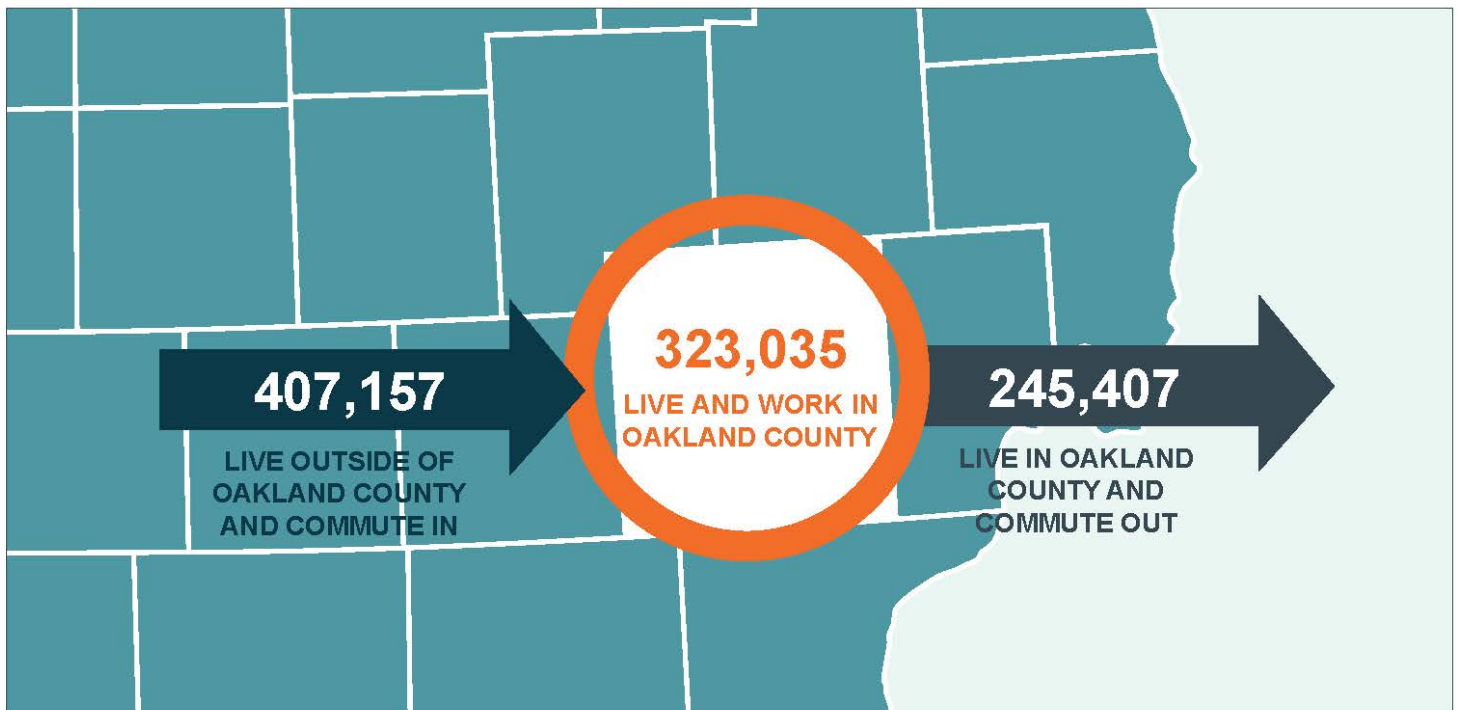 407,157
LIVE OUTSIDE OF
OAKLAND COUNTY
AND COMMUTE IN
323,035
LIVE AND WORK IN
OAKLAND COUNTY
245,407
LIVE IN OAKLAND
COUNTY AND
COMMUTE OUT